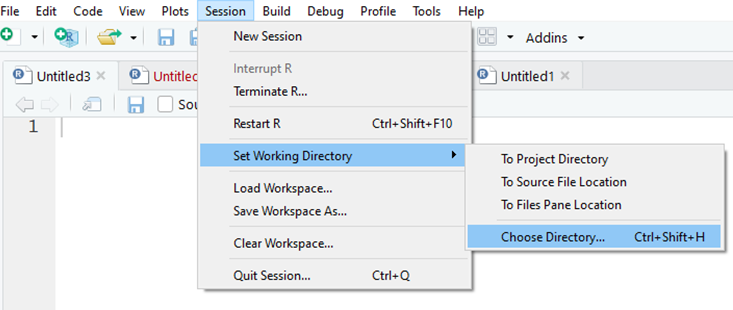 File Edit Code View Plots Session Build Debug Profile Tools Help
Addins
Untitled3 Untitled Untitled1
Sou
1
New Session
Interrupt R
Terminate R...
Restart R Ctrl+Shift+F10
Set Working Directory
Load Workspace...
Save Workspace As...
Clear Workspace...
Quit Session... Ctrl+Q
To Project Directory
To Source File Location
To Files Pane Location
Choose Directory... Ctrl+Shift+H